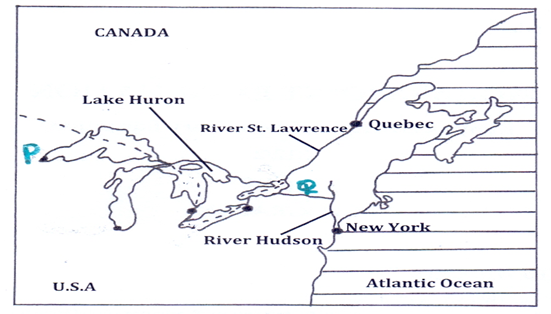 CANADA
Lake Huron
River St. Lawrence
Quebec
P
Q
New York
River Hudson
U.S.A
Atlantic Ocean